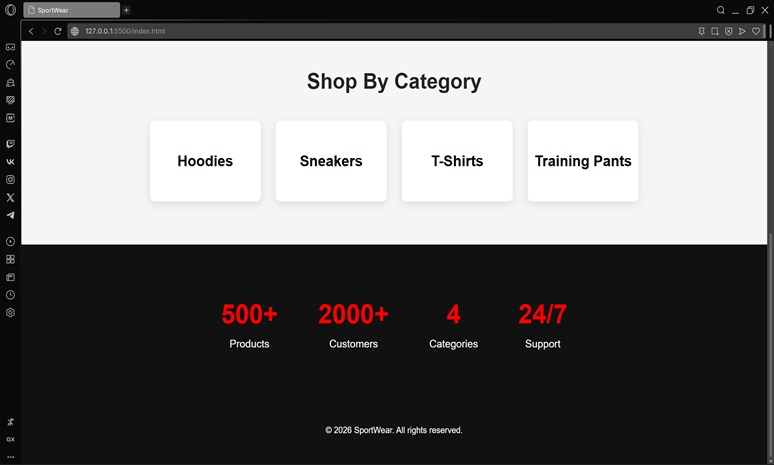 SportWear
127.0.0.1:5500/index.html
Shop By Category
Hoodies
Sneakers
T-Shirts
Training Pants
500+
2000+
4
24/7
Products
Customers
Categories
Support
© 2026 SportWear. All rights reserved.
GX